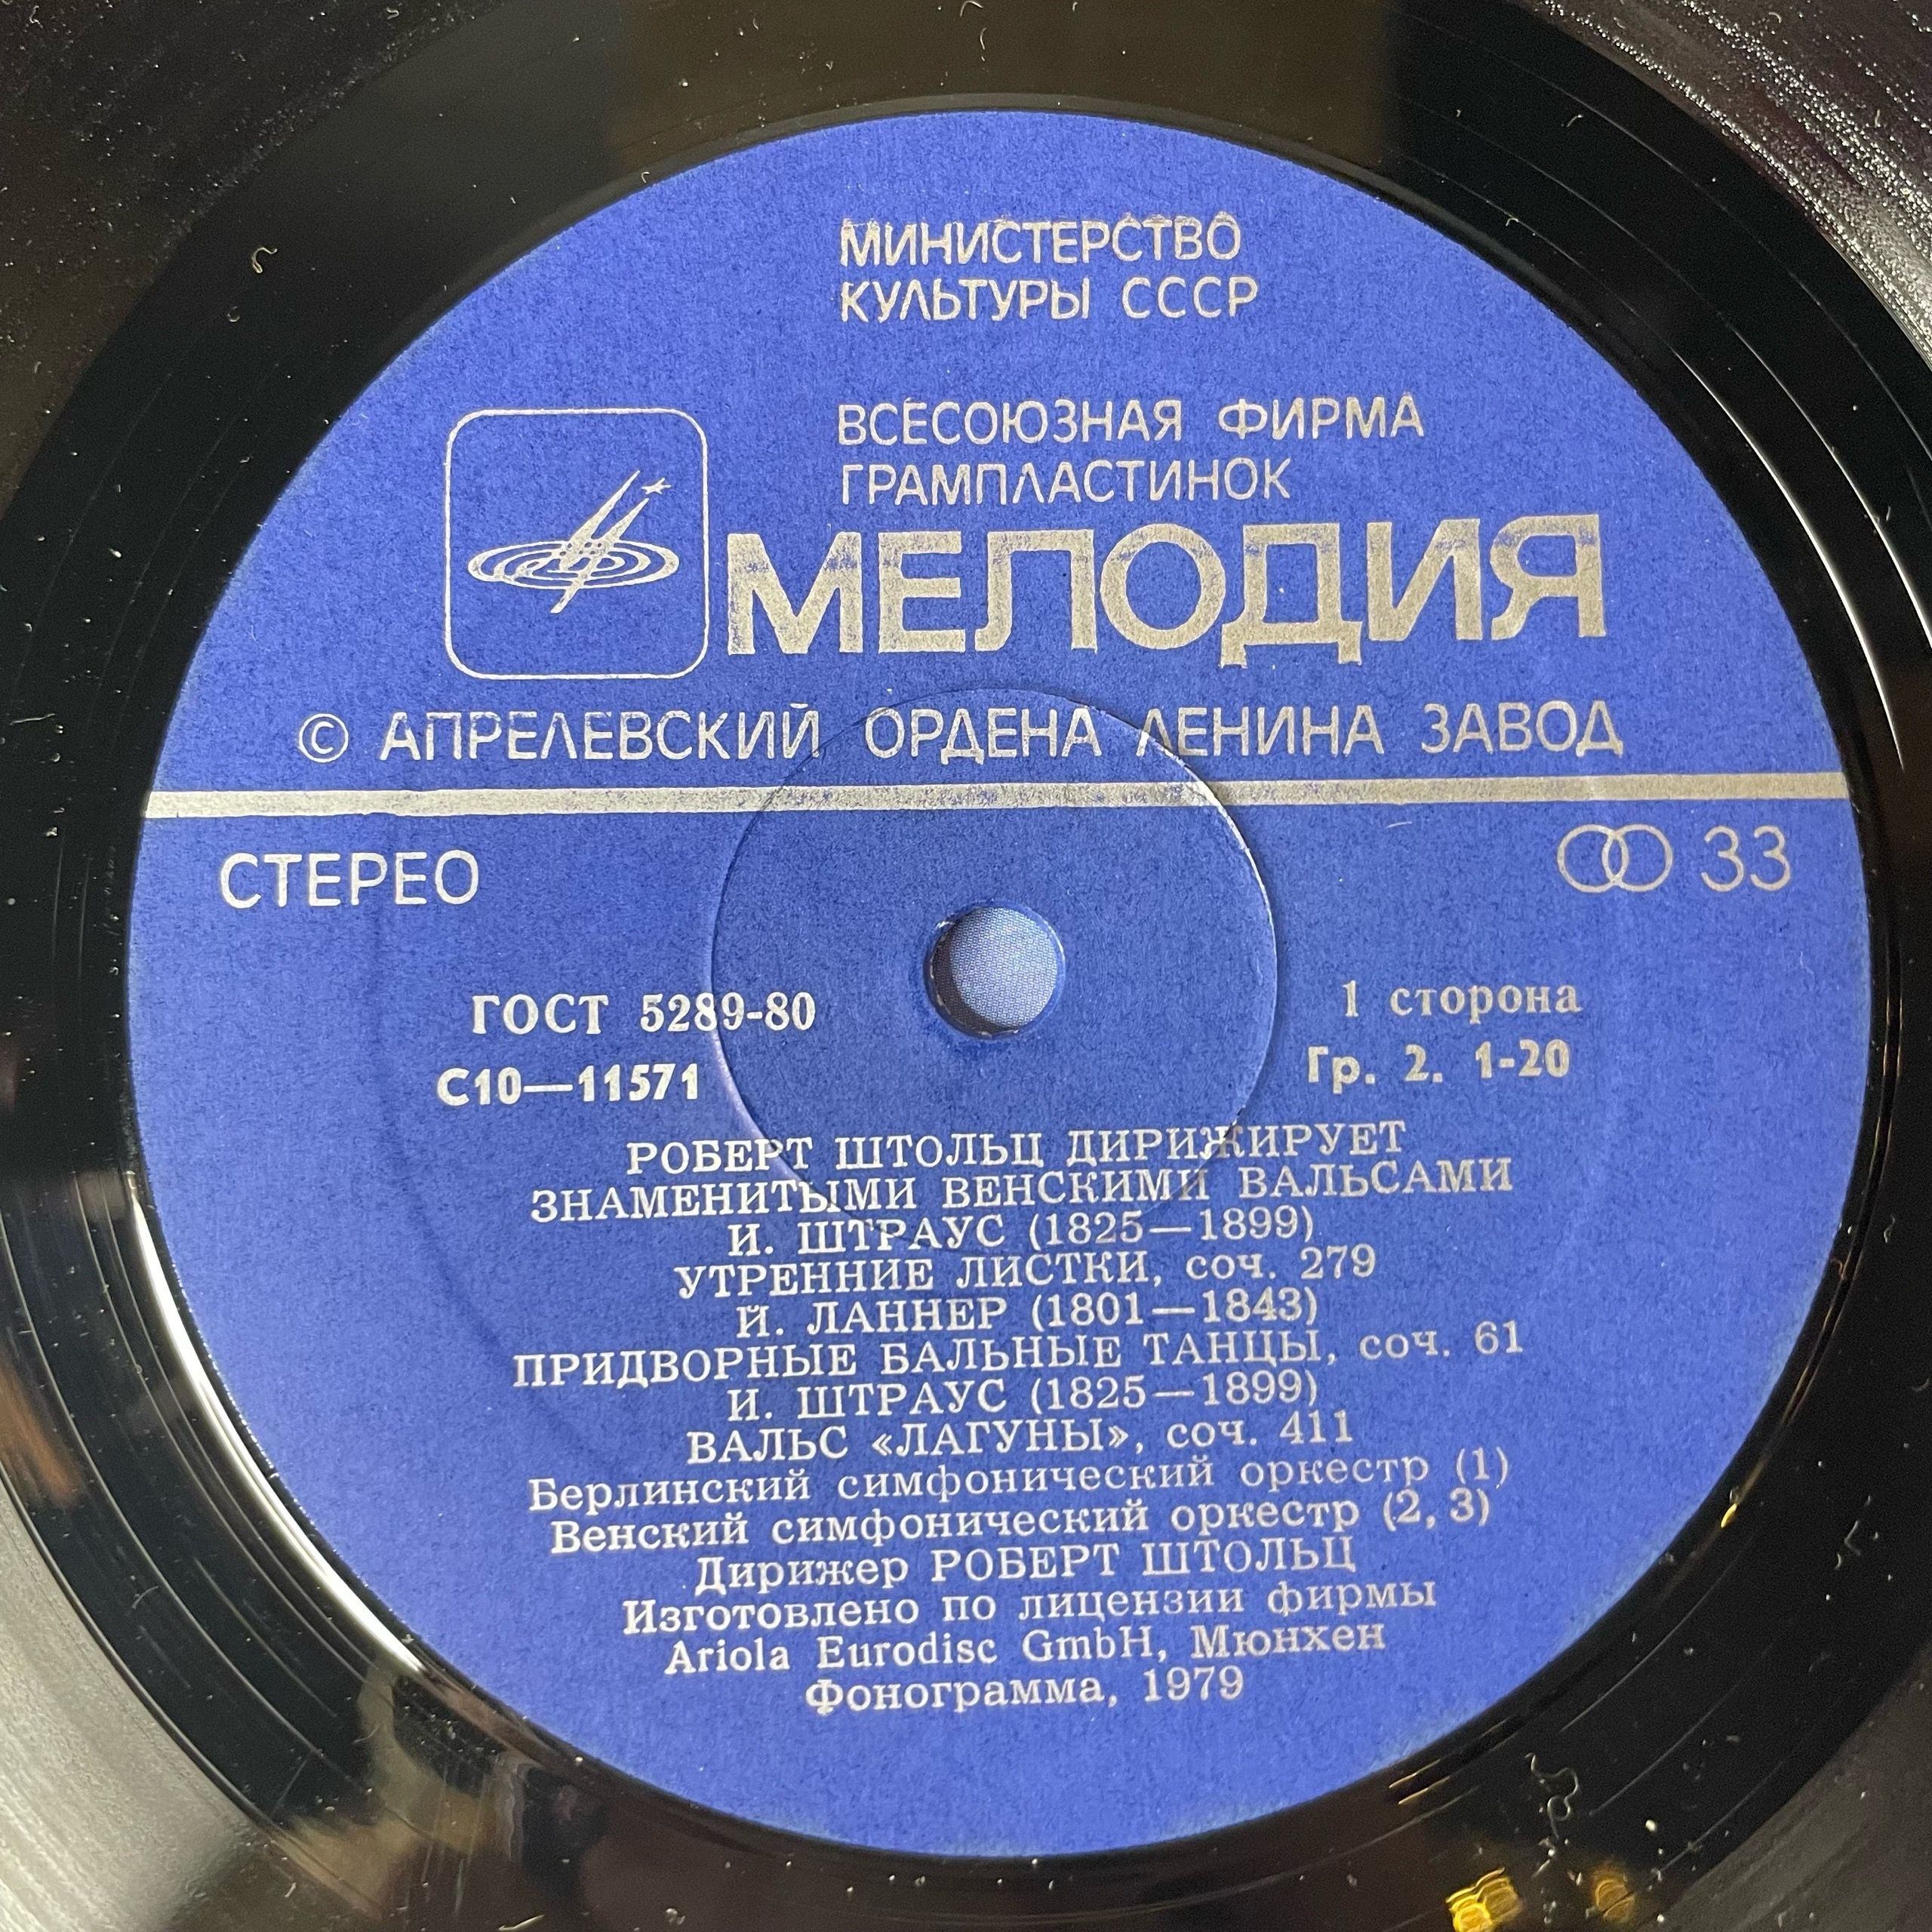 МИНИСТЕРСТВО
КУЛЬТУРЫ СССР
ВСЕСОЮЗНАЯ ФИРМА
ГРАМПЛАСТИНОК
МЕЛОДИЯ
© АПРЕЛЕВСКИЙ ОРДЕНА ЛЕНИНА ЗАВОД
СТЕРЕО
33
ГОСТ 5289-80
1 сторона
С10—11571
Гр. 2. 1-20
РОБЕРТ ШТОЛЬЦ ДИРИЖИРУЕТ
ЗНАМЕНИТЫМИ ВЕНСКИМИ ВАЛЬСАМИ
И. ШТРАУС (1825—1899)
УТРЕННИЕ ЛИСТКИ, соч. 279
Й. ЛАННЕР (1801—1843)
ПРИДВОРНЫЕ БАЛЬНЫЕ ТАНЦЫ, соч. 61
И. ШТРАУС (1825—1899)
ВАЛЬС «ЛАГУНЫ», соч. 411
Берлинский симфонический оркестр (1)
Венский симфонический оркестр (2, 3)
Дирижер РОБЕРТ ШТОЛЬЦ
Изготовлено по лицензии фирмы
Ariola Eurodisc GmbH, Мюнхен
Фонограмма, 1979